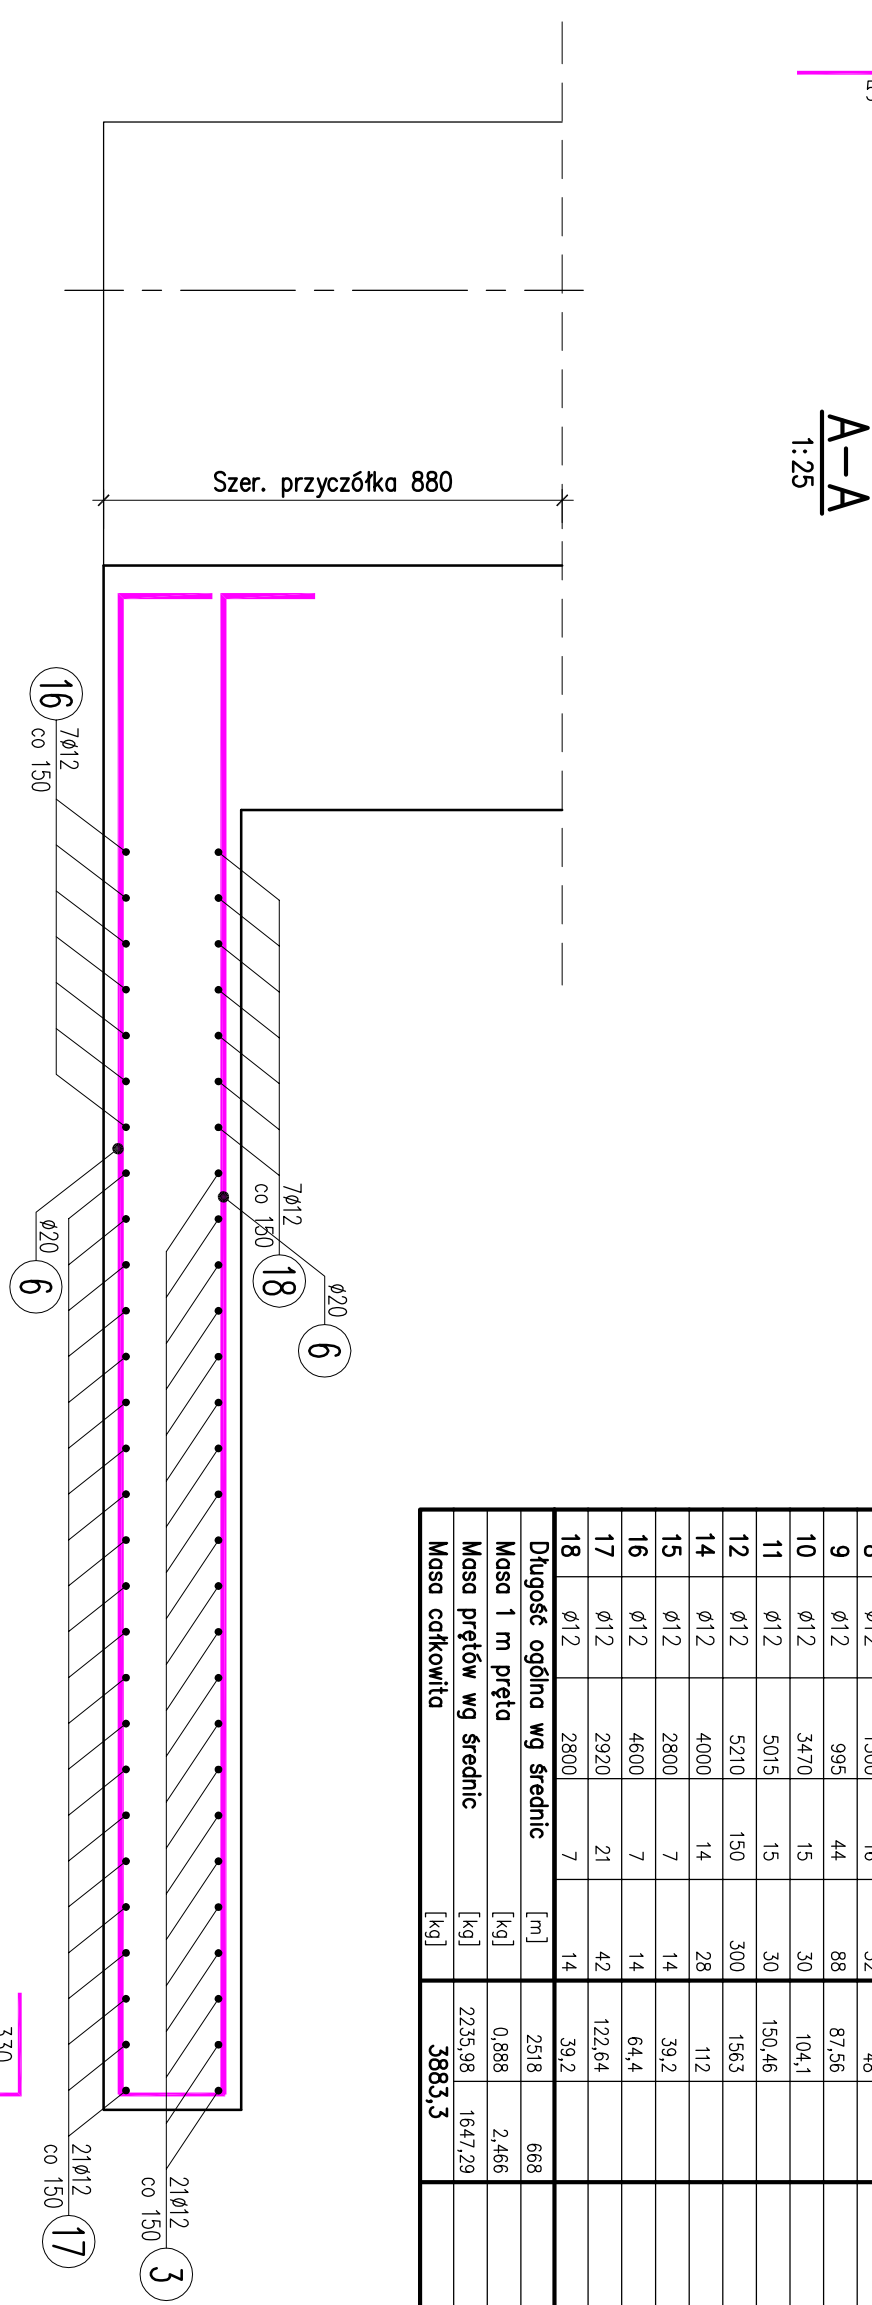 A–A
1:25
Szer. przyczółka 880
16 7ø12
co 150
7ø12 18
co 150
ø20 6
ø20 6
21ø12 17
co 150
21ø12 3
co 150
330
9 ø12 995 44 88 87,56
10 ø12 3470 15 30 104,1
11 ø12 5015 15 30 150,46
12 ø12 5210 150 300 1563
14 ø12 4000 14 28 112
15 ø12 2800 7 14 39,2
16 ø12 4600 7 14 64,4
17 ø12 2920 21 42 122,64
18 ø12 2800 7 14 39,2
Długość ogólna wg średnic [m] 2518 668
Masa 1 m pręta [kg] 0,888 2,466
Masa prętów wg średnic [kg] 2235,98 1647,29
Masa całkowita [kg] 3883,3